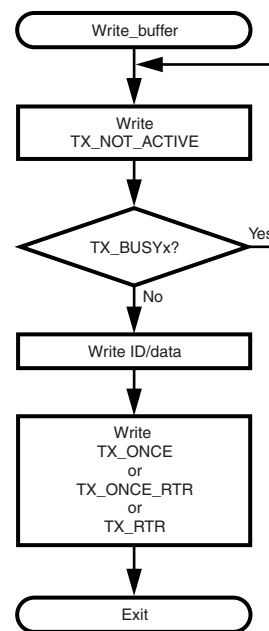 Write_buffer
Write
TX_NOT_ACTIVE
TX_BUSYx?
Yes
No
Write ID/data
Write
TX_ONCE
or
TX_ONCE_RTR
or
TX_RTR
Exit